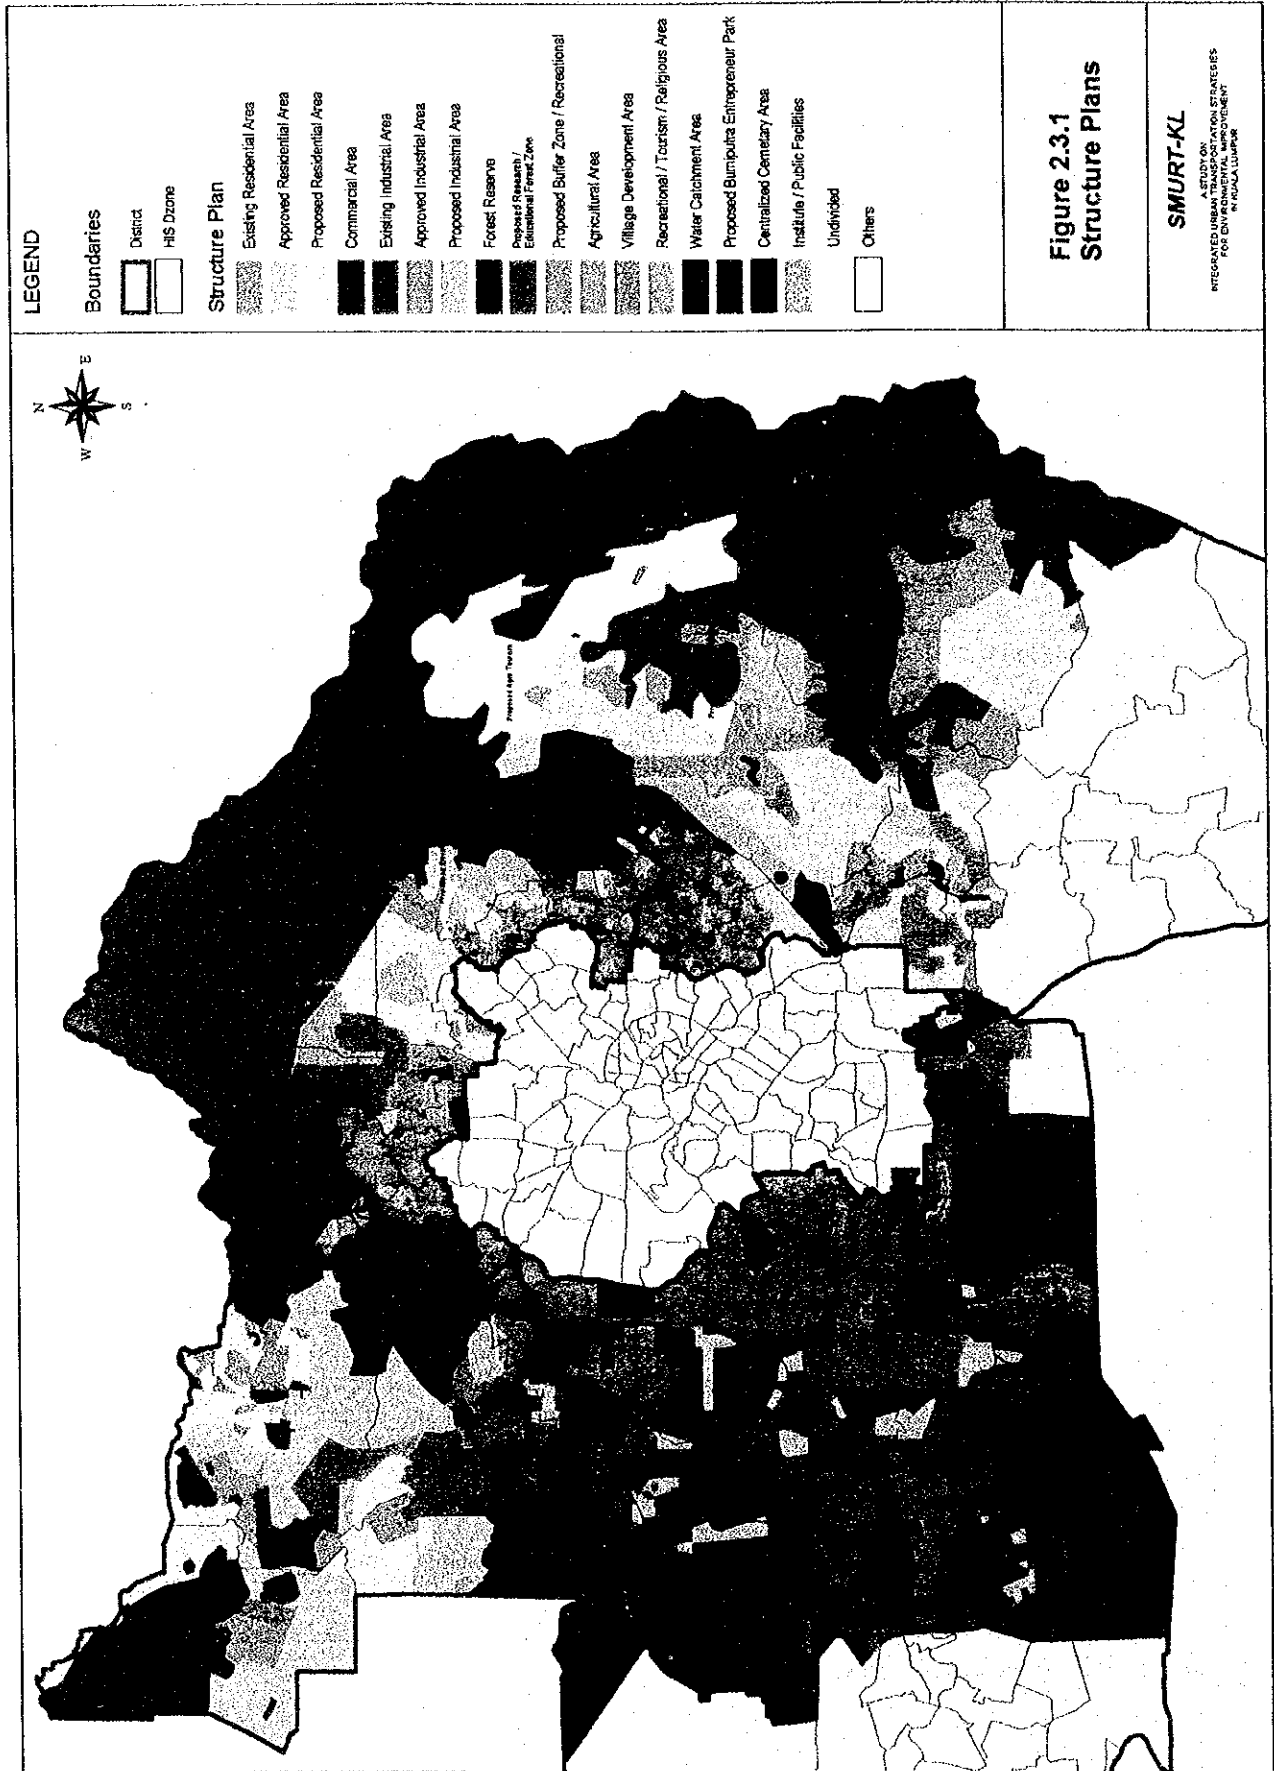 LEGEND
Boundaries
District
HIS Dzone
Structure Plan
Existing Residential Area
Approved Residential Area
Proposed Residential Area
Commercial Area
Existing Industrial Area
Approved Industrial Area
Proposed Industrial Area
Forest Reserve
Proposed Research /
Educational Forest Zone
Proposed Buffer Zone / Recreational
Agricultural Area
Village Development Area
Recreational / Tourism / Religious Area
Water Catchment Area
Proposed Bumiputra Entrepreneur Park
Centralized Cemetary Area
Institute / Public Facilities
Undivided
Others
Figure 2.3.1
Structure Plans
SMURT-KL
A STUDY ON
INTEGRATED URBAN TRANSPORTATION STRATEGIES
FOR ENVIRONMENTAL IMPROVEMENT
IN KUALA LUMPUR
N
W
E
S
Proposed Agro Tourism